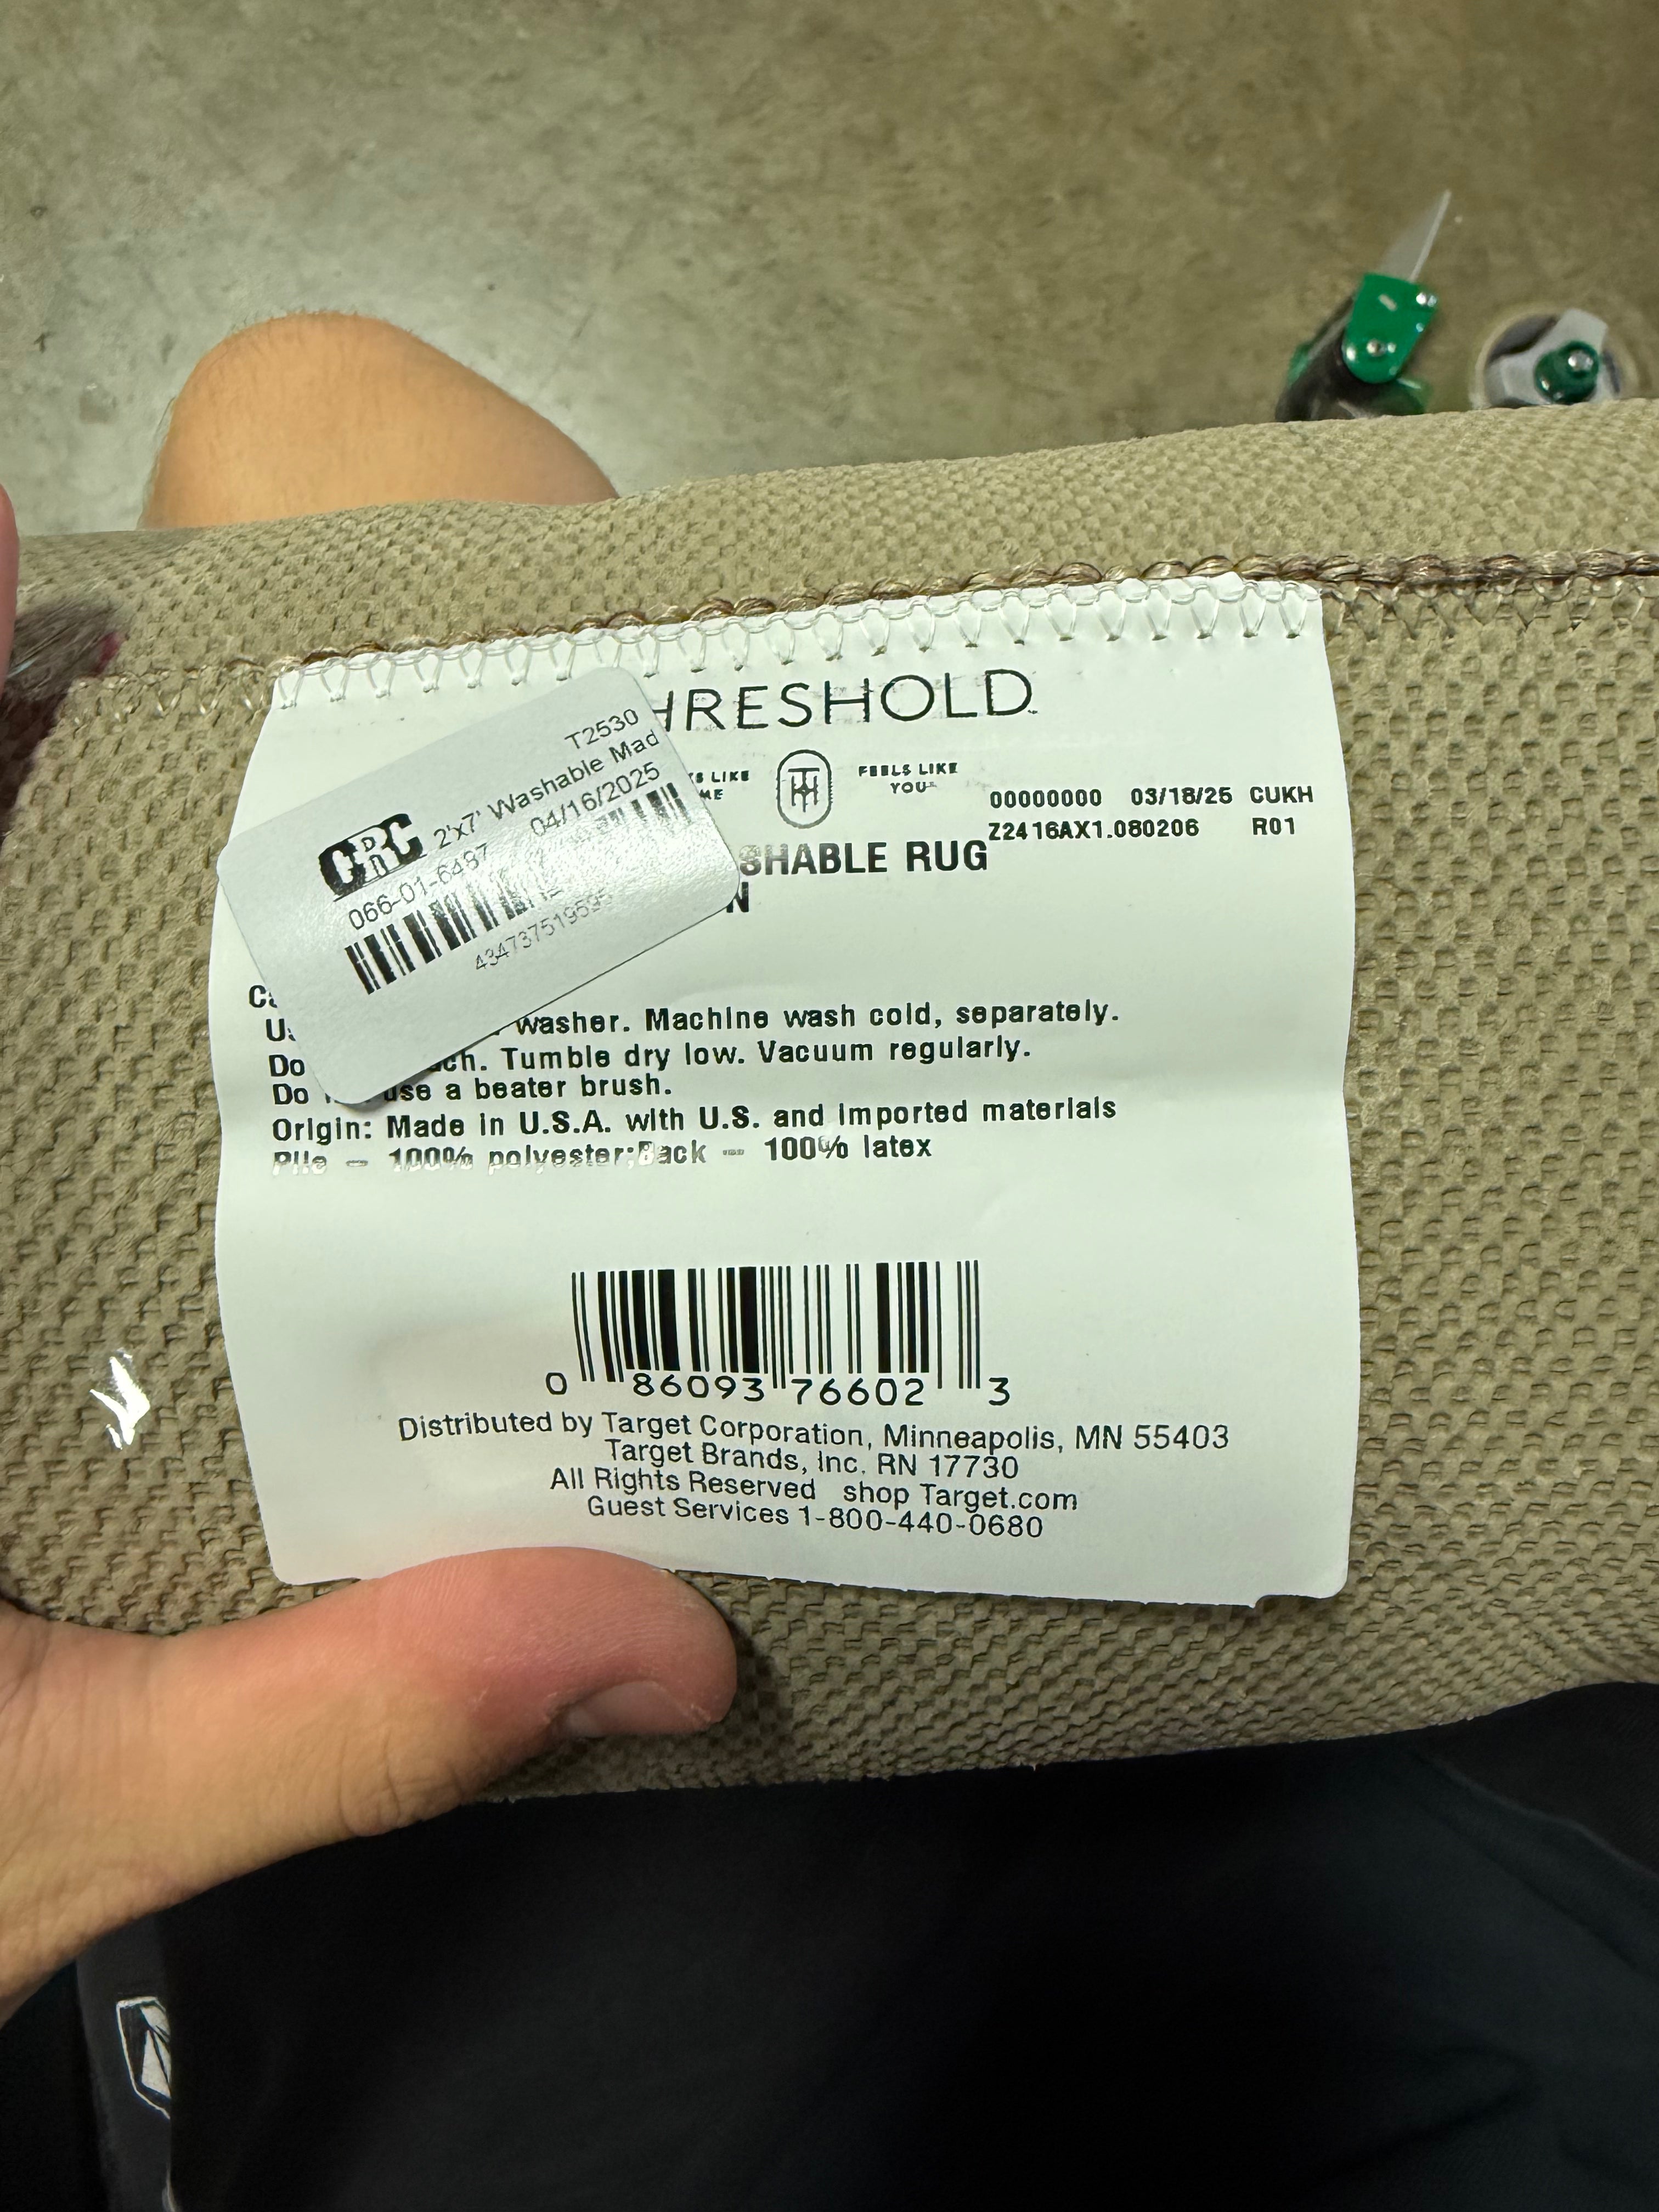 T2530
CRC 2'x7' Washable Mad
04/16/2025
066-01-6487
434737519595
HRESHOLD
S LIKE
ME
FEELS LIKE
YOU
00000000 03/18/25 CUKH
Z2416AX1.080206 R01
SHABLE RUG
N
washer. Machine wash cold, separately.
Do ch. Tumble dry low. Vacuum regularly.
Do use a beater brush.
Origin: Made in U.S.A. with U.S. and imported materials
Pile - 100% polyester;Back - 100% latex
0 86093 76602 3
Distributed by Target Corporation, Minneapolis, MN 55403
Target Brands, Inc. RN 17730
All Rights Reserved shop Target.com
Guest Services 1-800-440-0680